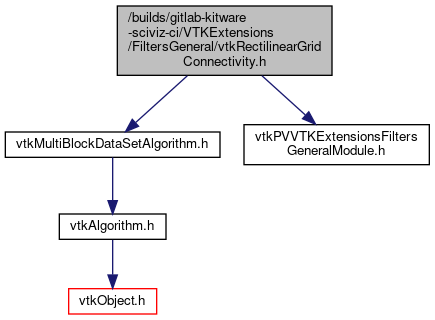 /builds/gitlab-kitware
-sciviz-ci/VTKExtensions
/FiltersGeneral/vtkRectilinearGrid
Connectivity.h
vtkMultiBlockDataSetAlgorithm.h
vtkPVVTKExtensionsFilters
GeneralModule.h
vtkAlgorithm.h
vtkObject.h